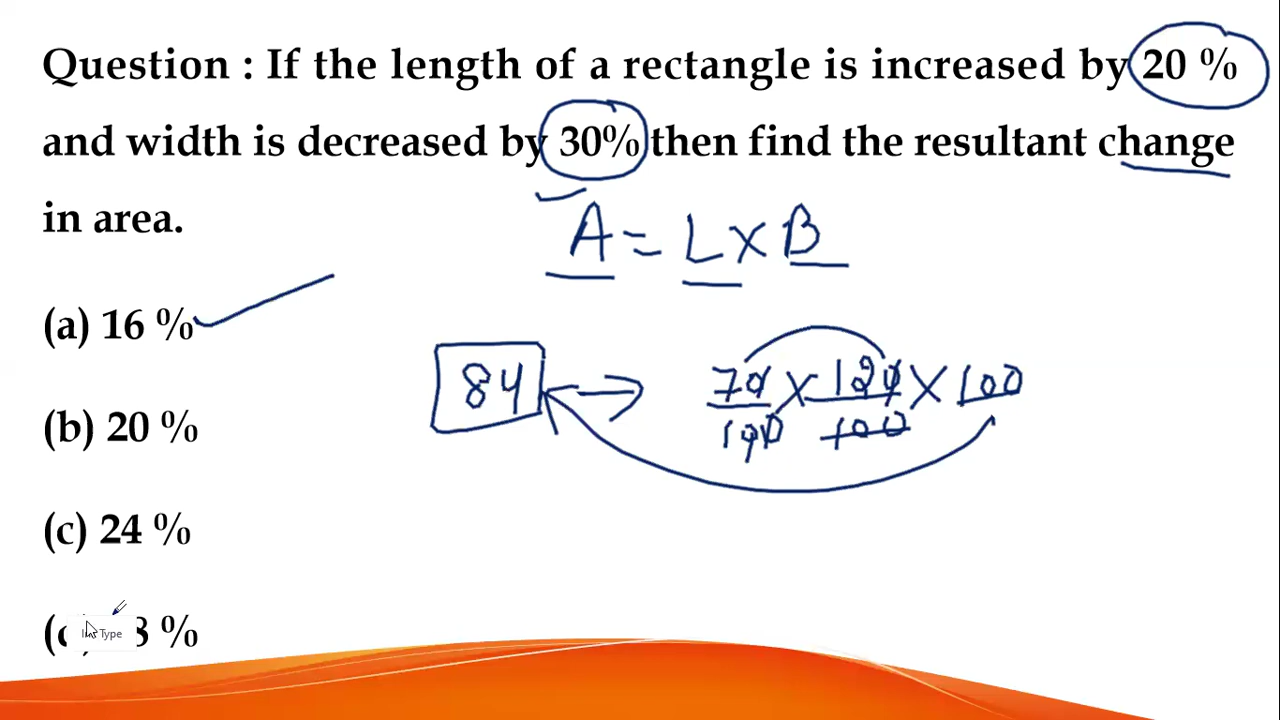 Question : If the length of a rectangle is increased by 20 %
and width is decreased by 30% then find the resultant change
in area.
A = L x B
(a) 16 %
84
70/100 x 120/100 x 100
(b) 20 %
(c) 24 %
%